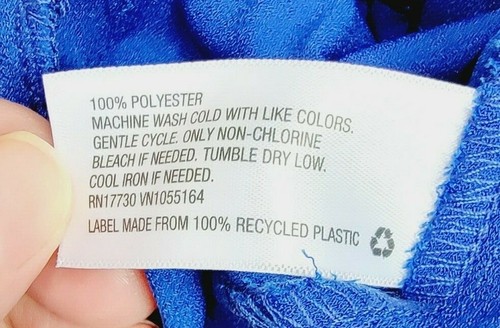 100% POLYESTER
MACHINE WASH COLD WITH LIKE COLORS.
GENTLE CYCLE. ONLY NON-CHLORINE
BLEACH IF NEEDED. TUMBLE DRY LOW.
COOL IRON IF NEEDED.
RN17730 VN1055164
LABEL MADE FROM 100% RECYCLED PLASTIC